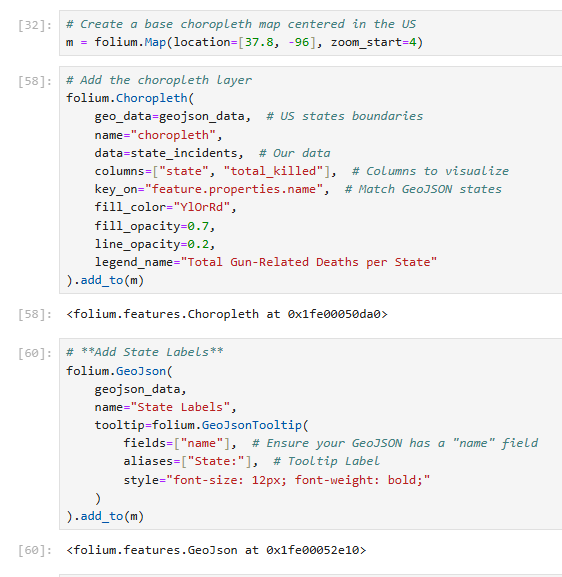 [32]: # Create a base choropleth map centered in the US
m = folium.Map(location=[37.8, -96], zoom_start=4)
[58]: # Add the choropleth layer
folium.Choropleth(
    geo_data=geojson_data,  # US states boundaries
    name="choropleth",
    data=state_incidents,  # Our data
    columns=["state", "total_killed"],  # Columns to visualize
    key_on="feature.properties.name",  # Match GeoJSON states
    fill_color="YlOrRd",
    fill_opacity=0.7,
    line_opacity=0.2,
    legend_name="Total Gun-Related Deaths per State"
).add_to(m)
[58]: <folium.features.Choropleth at 0x1fe00050da0>
[60]: # **Add State Labels**
folium.GeoJson(
    geojson_data,
    name="State Labels",
    tooltip=folium.GeoJsonTooltip(
        fields=["name"],  # Ensure your GeoJSON has a "name" field
        aliases=["State:"],  # Tooltip Label
        style="font-size: 12px; font-weight: bold;"
    )
).add_to(m)
[60]: <folium.features.GeoJson at 0x1fe00052e10>